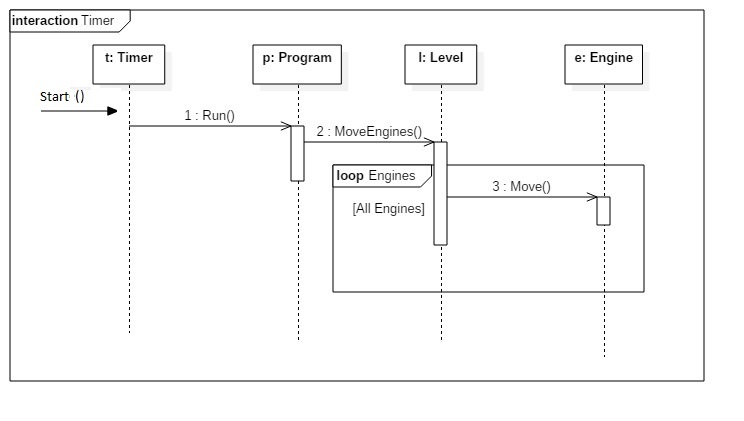 interaction Timer
t: Timer
p: Program
l: Level
e: Engine
Start ()
1 : Run()
2 : MoveEngines()
loop Engines
3 : Move()
[All Engines]